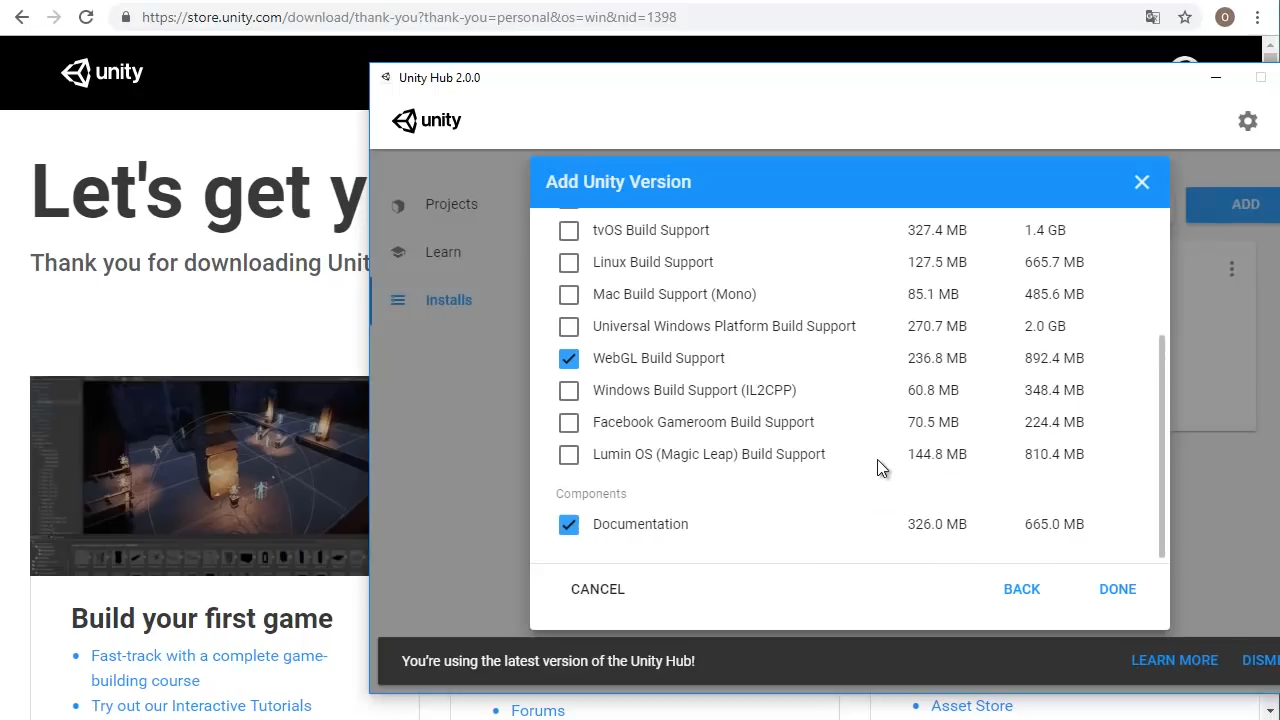 https://store.unity.com/download/thank-you?thank-you=personal&os=win&nid=1398
O
unity
Unity Hub 2.0.0
unity
Let's get y
Thank you for downloading Unit
Projects
Learn
Installs
ADD
Add Unity Version
tvOS Build Support 327.4 MB 1.4 GB
Linux Build Support 127.5 MB 665.7 MB
Mac Build Support (Mono) 85.1 MB 485.6 MB
Universal Windows Platform Build Support 270.7 MB 2.0 GB
WebGL Build Support 236.8 MB 892.4 MB
Windows Build Support (IL2CPP) 60.8 MB 348.4 MB
Facebook Gameroom Build Support 70.5 MB 224.4 MB
Lumin OS (Magic Leap) Build Support 144.8 MB 810.4 MB
Components
Documentation 326.0 MB 665.0 MB
CANCEL BACK DONE
You're using the latest version of the Unity Hub! LEARN MORE DISMI
Build your first game
Fast-track with a complete game-
building course
Try out our Interactive Tutorials
Forums
Asset Store